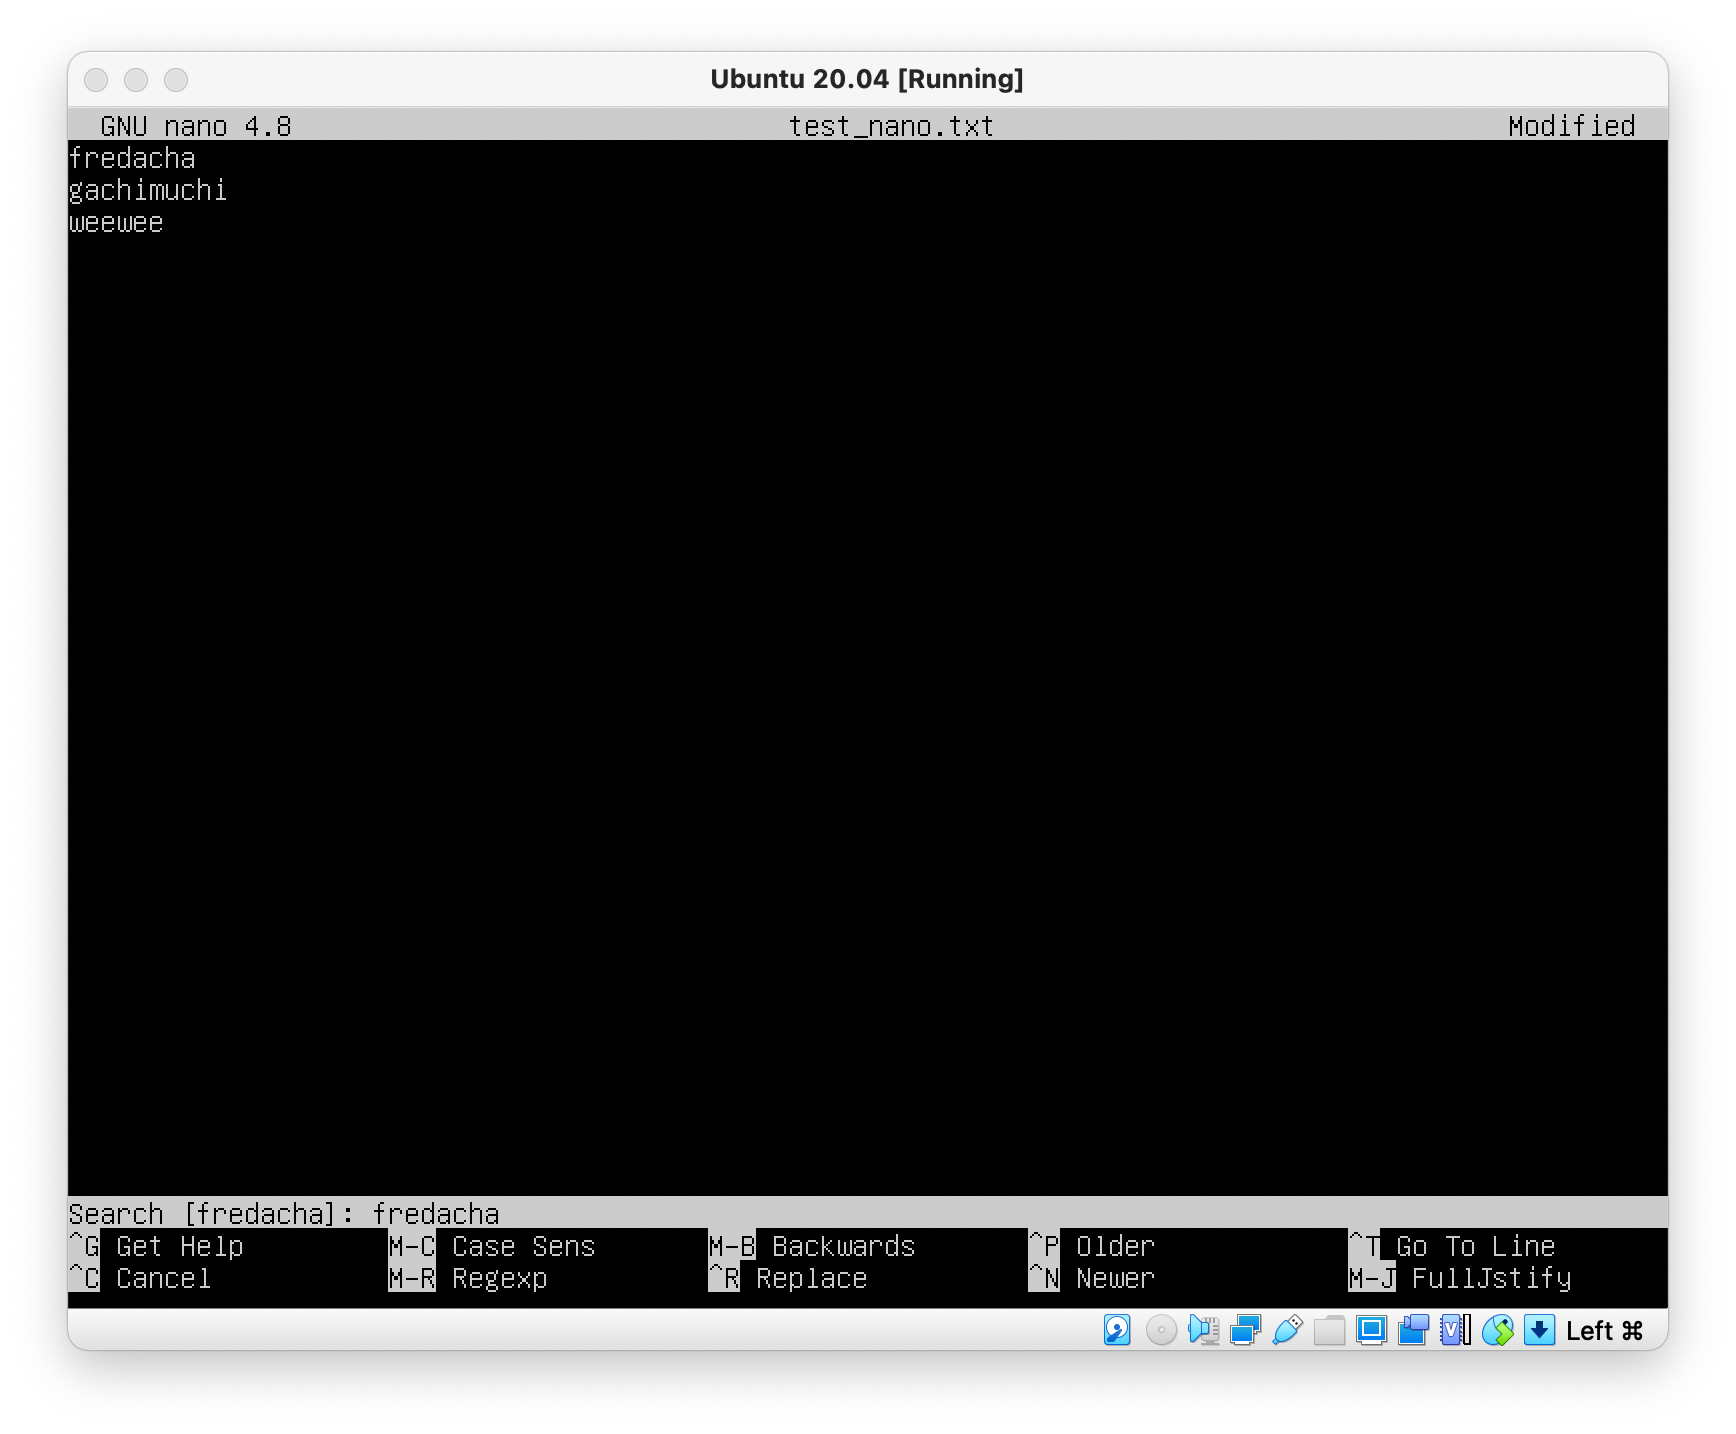 Ubuntu 20.04 [Running]
GNU nano 4.8 test_nano.txt Modified
fredacha
gachimuchi
weewee
Search [fredacha]: fredacha
^G Get Help M-C Case Sens M-B Backwards ^P Older ^T Go To Line
^C Cancel M-R Regexp ^R Replace ^N Newer M-J FullJstify
Left ⌘